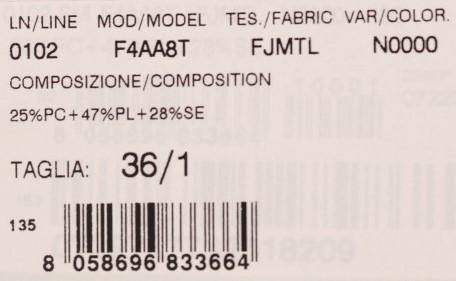 LN/LINE MOD/MODEL TES./FABRIC VAR/COLOR.
0102 F4AA8T FJMTL N0000
COMPOSIZIONE/COMPOSITION
25%PC+47%PL+28%SE
TAGLIA: 36/1
135
8 058696 833664
18209